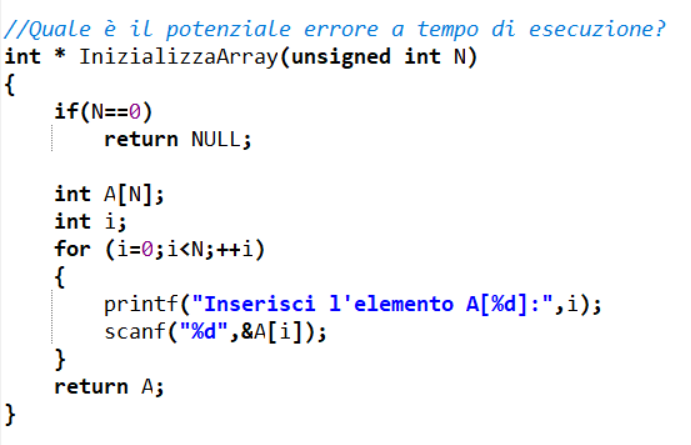 //Quale è il potenziale errore a tempo di esecuzione?
int * InizializzaArray(unsigned int N)
{
    if(N==0)
        return NULL;

    int A[N];
    int i;
    for (i=0;i<N;++i)
    {
        printf("Inserisci l'elemento A[%d]:",i);
        scanf("%d",&A[i]);
    }
    return A;
}